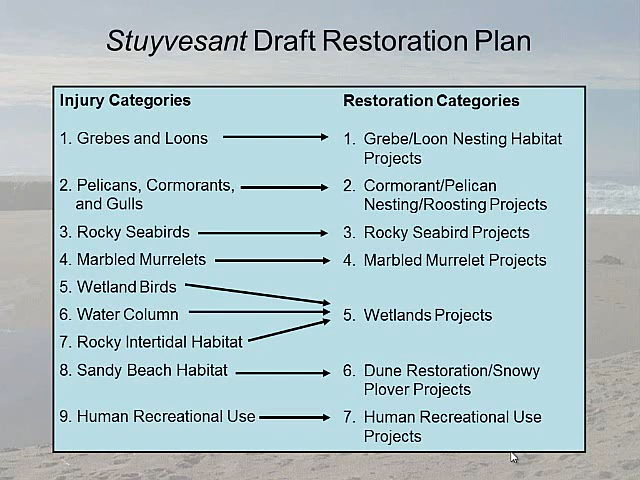 Stuyvesant Draft Restoration Plan
Injury Categories
1. Grebes and Loons
2. Pelicans, Cormorants,
and Gulls
3. Rocky Seabirds
4. Marbled Murrelets
5. Wetland Birds
6. Water Column
7. Rocky Intertidal Habitat
8. Sandy Beach Habitat
9. Human Recreational Use
Restoration Categories
1. Grebe/Loon Nesting Habitat
Projects
2. Cormorant/Pelican
Nesting/Roosting Projects
3. Rocky Seabird Projects
4. Marbled Murrelet Projects
5. Wetlands Projects
6. Dune Restoration/Snowy
Plover Projects
7. Human Recreational Use
Projects